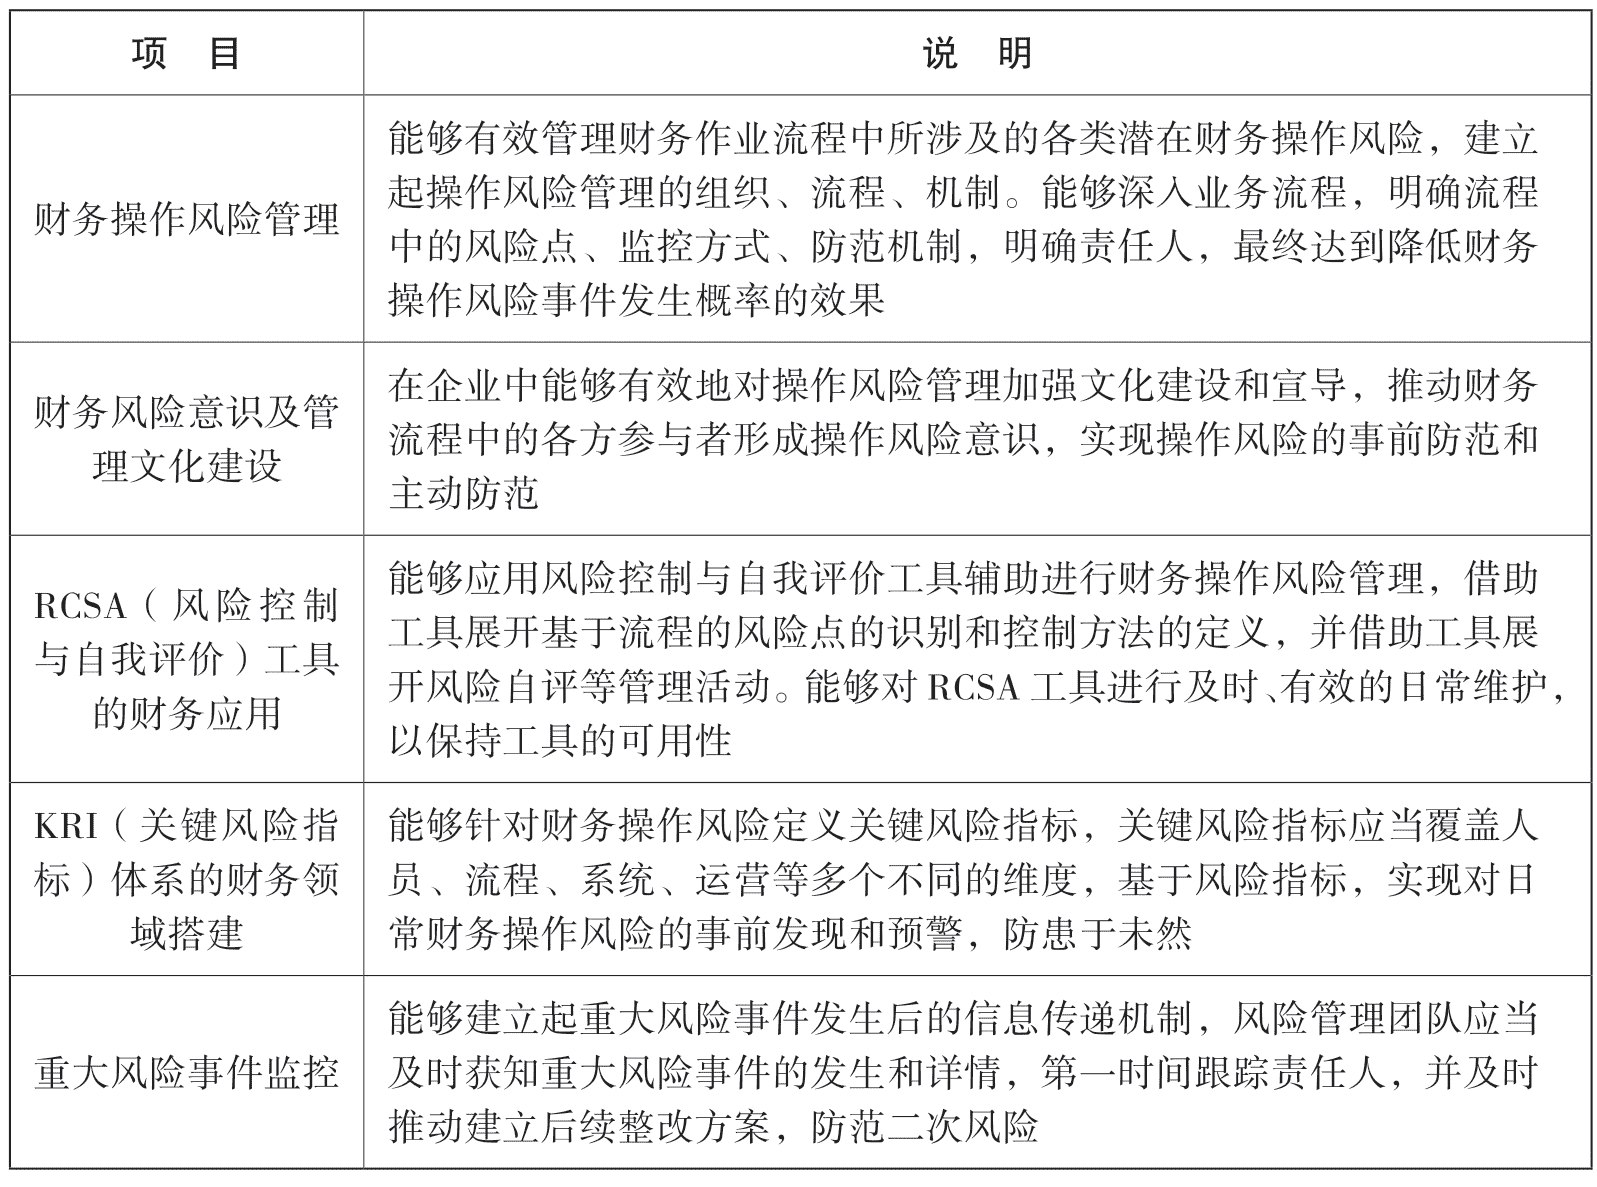 项 目
说 明
财务操作风险管理
能够有效管理财务作业流程中所涉及的各类潜在财务操作风险，建立
起操作风险管理的组织、流程、机制。能够深入业务流程，明确流程
中的风险点、监控方式、防范机制，明确责任人，最终达到降低财务
操作风险事件发生概率的效果
财务风险意识及管
理文化建设
在企业中能够有效地对操作风险管理加强文化建设和宣导，推动财务
流程中的各方参与者形成操作风险意识，实现操作风险的事前防范和
主动防范
RCSA（风险控制
与自我评价）工具
的财务应用
能够应用风险控制与自我评价工具辅助进行财务操作风险管理，借助
工具展开基于流程的风险点的识别和控制方法的定义，并借助工具展
开风险自评等管理活动。能够对 RCSA 工具进行及时、有效的日常维护，
以保持工具的可用性
KRI（关键风险指
标）体系的财务领
域搭建
能够针对财务操作风险定义关键风险指标，关键风险指标应当覆盖人
员、流程、系统、运营等多个不同的维度，基于风险指标，实现对日
常财务操作风险的事前发现和预警，防患于未然
重大风险事件监控
能够建立起重大风险事件发生后的信息传递机制，风险管理团队应当
及时获知重大风险事件的发生和详情，第一时间跟踪责任人，并及时
推动建立后续整改方案，防范二次风险